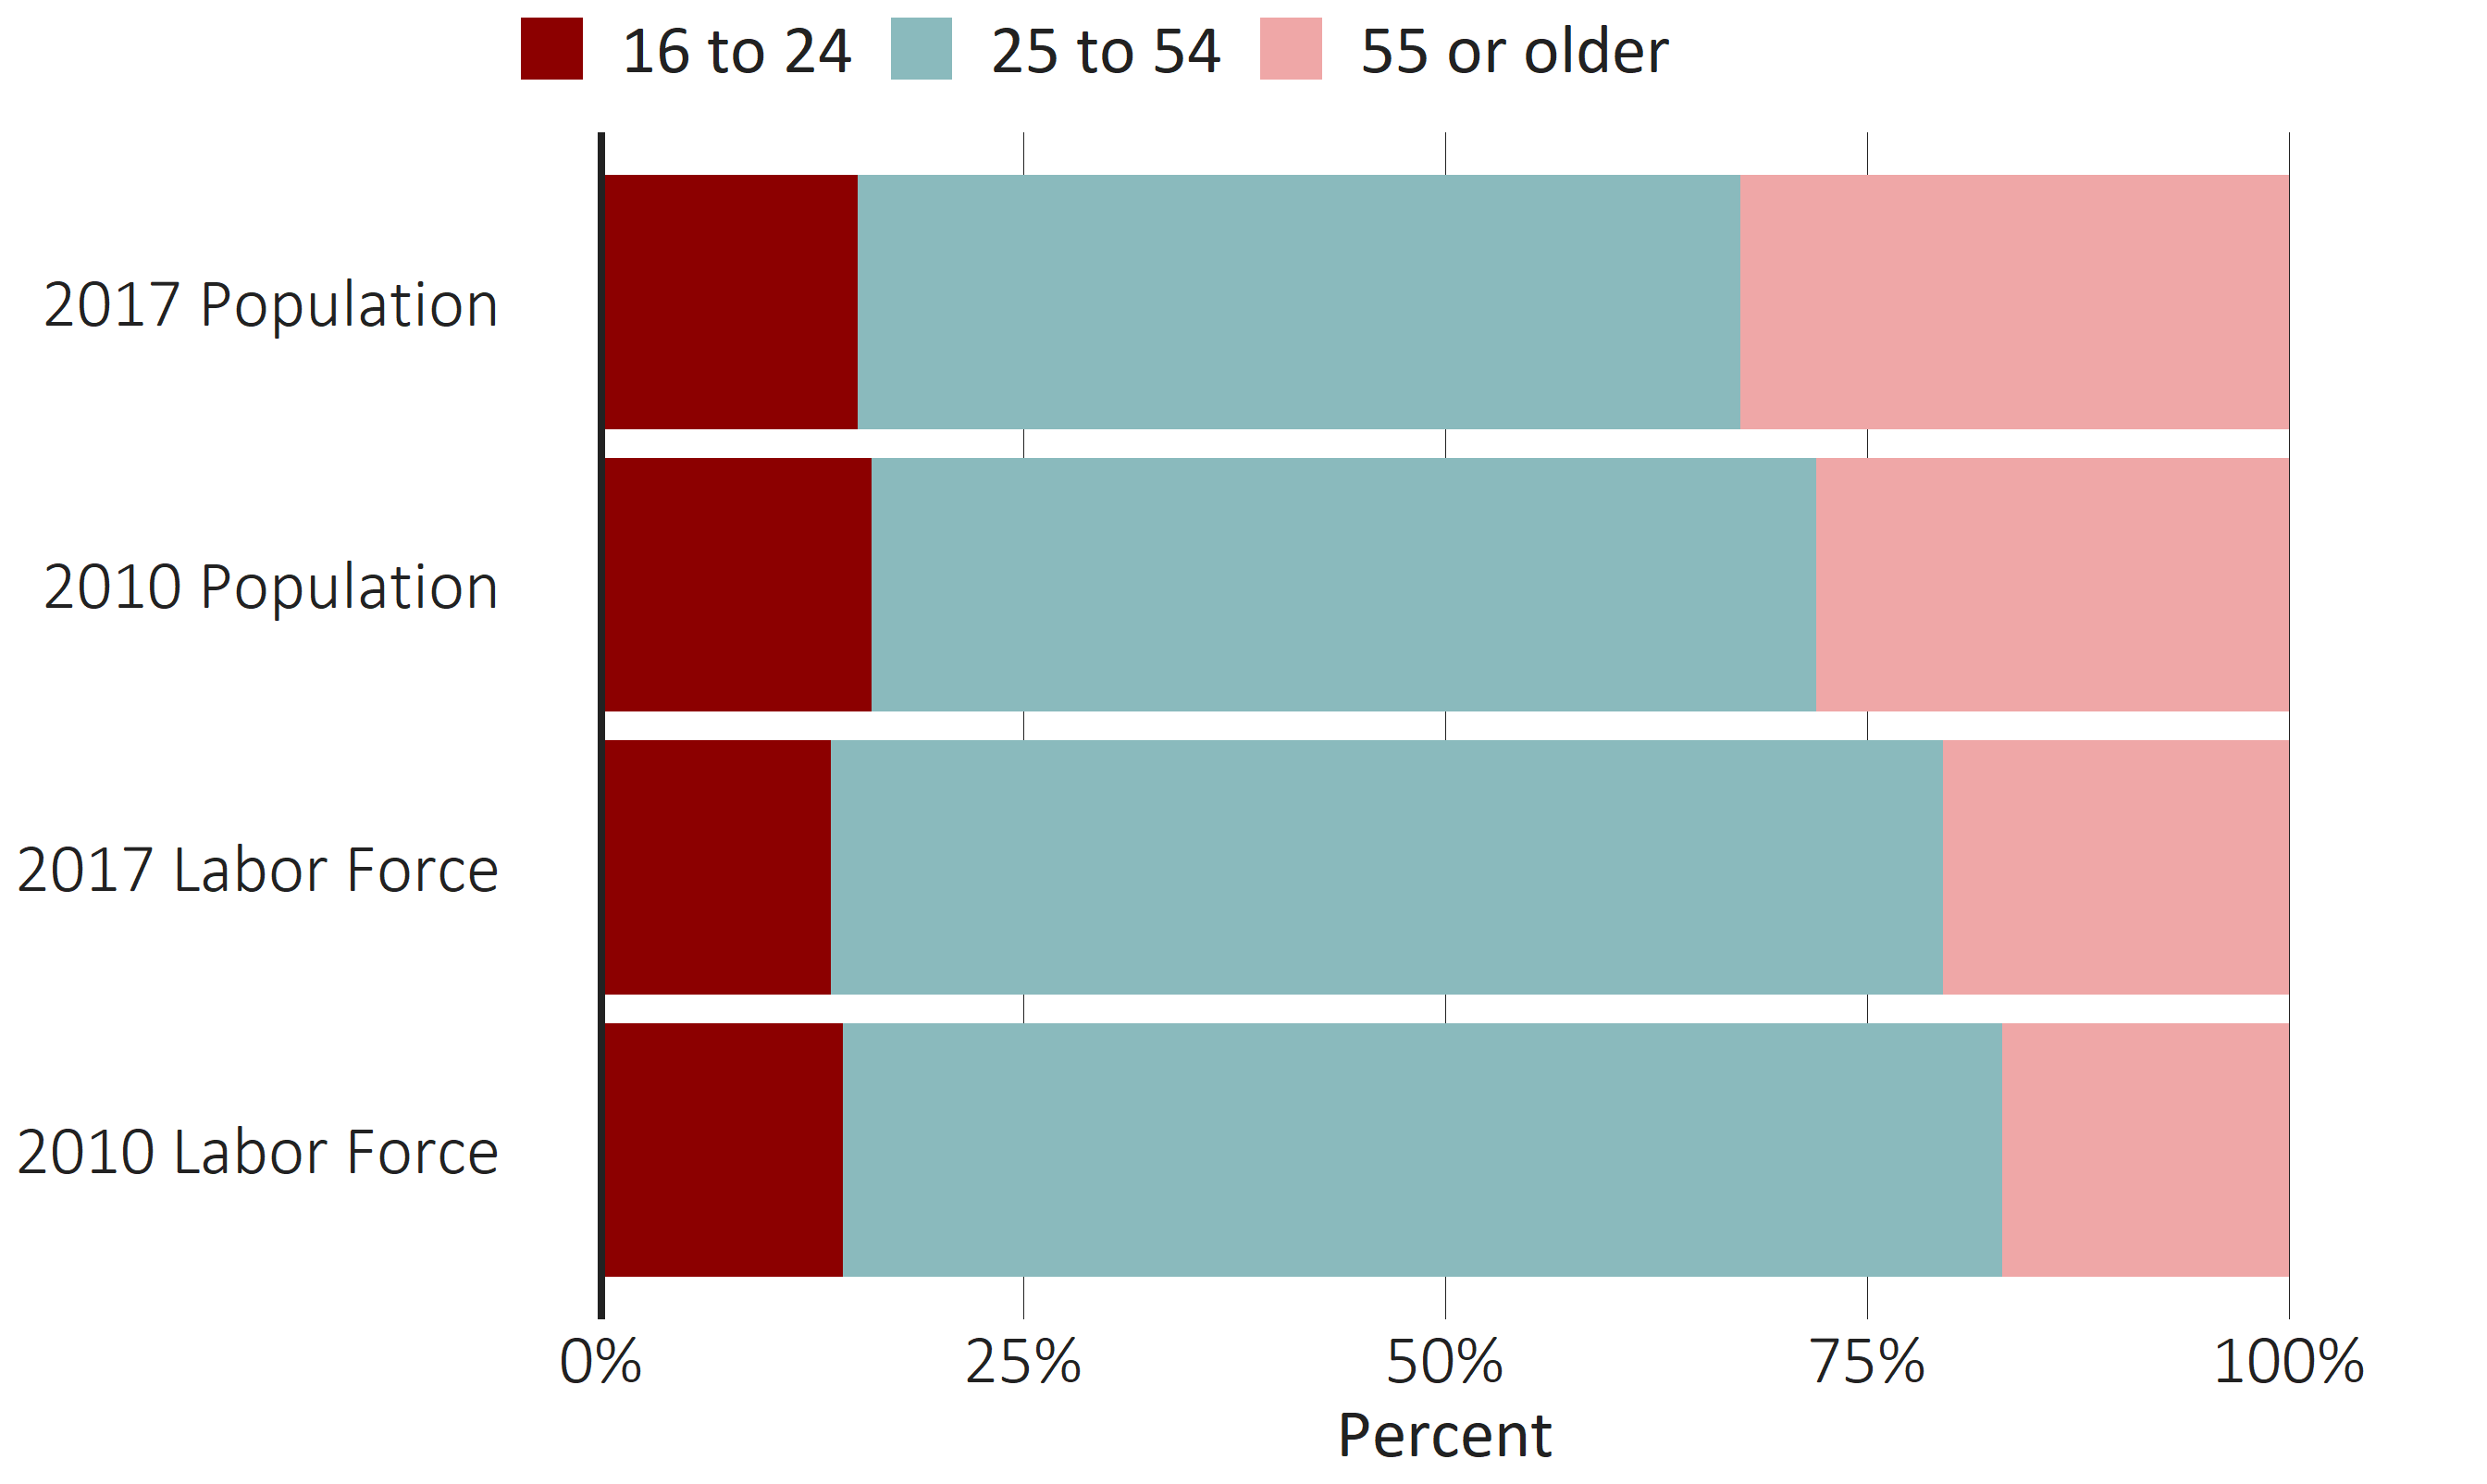 16 to 24 25 to 54 55 or older
2017 Population
2010 Population
2017 Labor Force
2010 Labor Force
0% 25% 50% 75% 100%
Percent